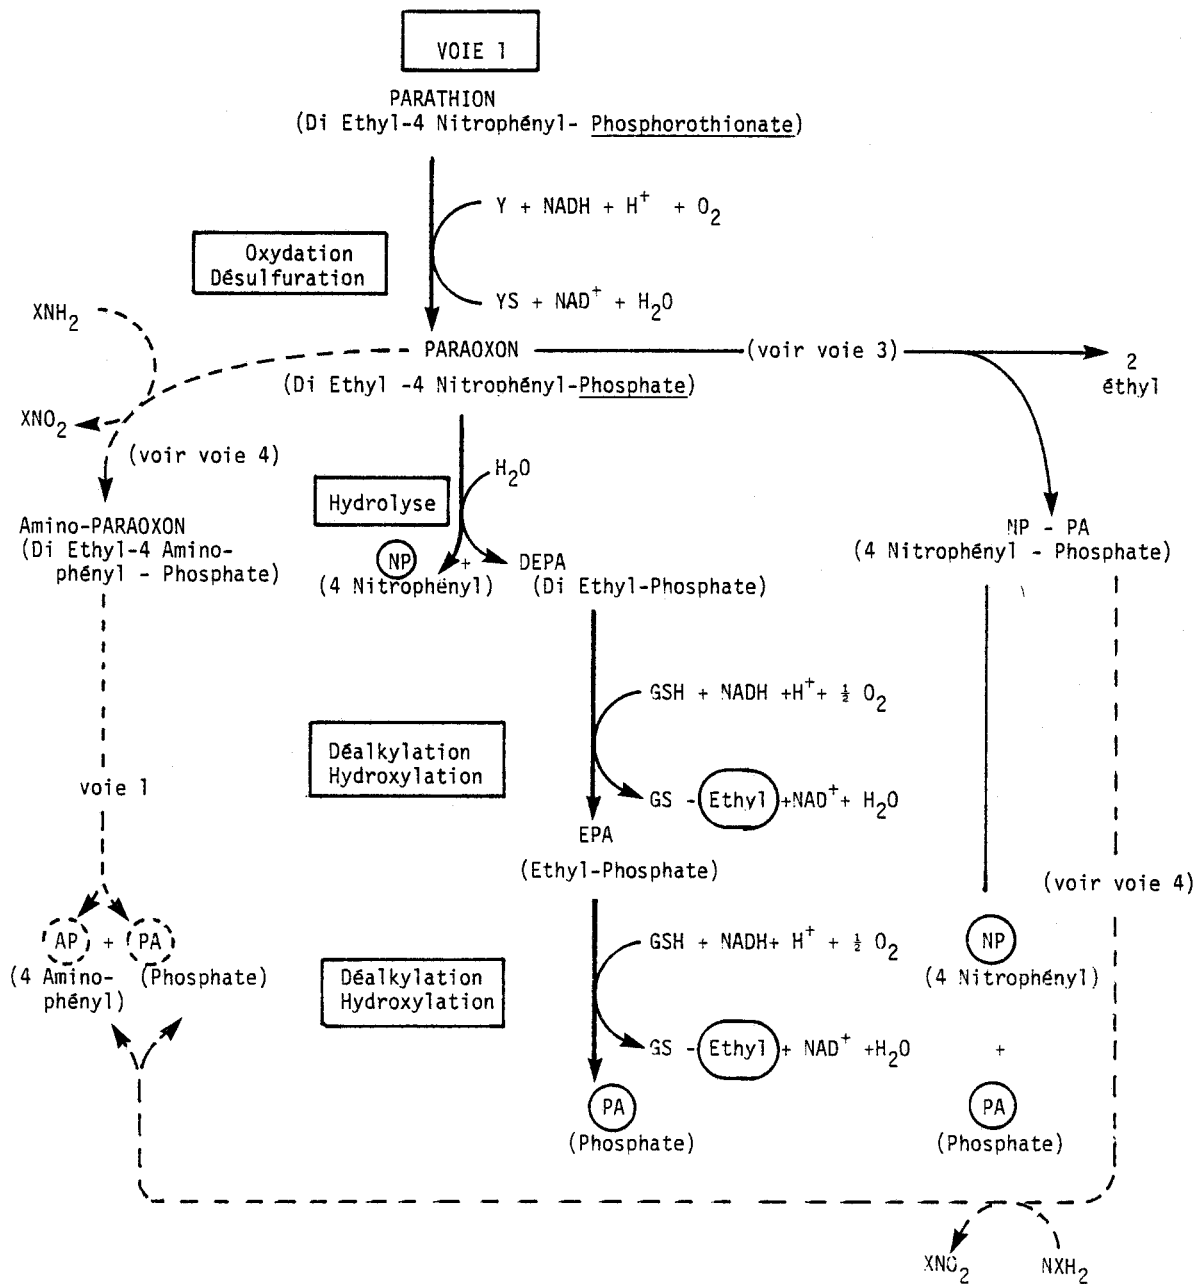 VOIE 1
PARATHION
(Di Ethyl-4 Nitrophényl- Phosphorothionate)
Y + NADH + H+ + O2
Oxydation
Désulfuration
YS + NAD+ + H2O
XNH2
PARAOXON
(voir voie 3)
2
éthyl
(Di Ethyl -4 Nitrophényl-Phosphate)
XNO2
(voir voie 4)
H2O
Hydrolyse
Amino-PARAOXON
(Di Ethyl-4 Amino-
phényl - Phosphate)
NP + DEPA
(4 Nitrophényl) (Di Ethyl-Phosphate)
NP - PA
(4 Nitrophényl - Phosphate)
GSH + NADH +H+ + ½ O2
Déalkylation
Hydroxylation
voie 1
GS - Ethyl +NAD+ + H2O
EPA
(Ethyl-Phosphate)
(voir voie 4)
AP + PA
(4 Amino-
phényl)
(Phosphate)
GSH + NADH+ H+ + ½ O2
NP
(4 Nitrophényl)
Déalkylation
Hydroxylation
GS - Ethyl + NAD+ +H2O
+
PA
(Phosphate)
PA
(Phosphate)
XNO2
NXH2